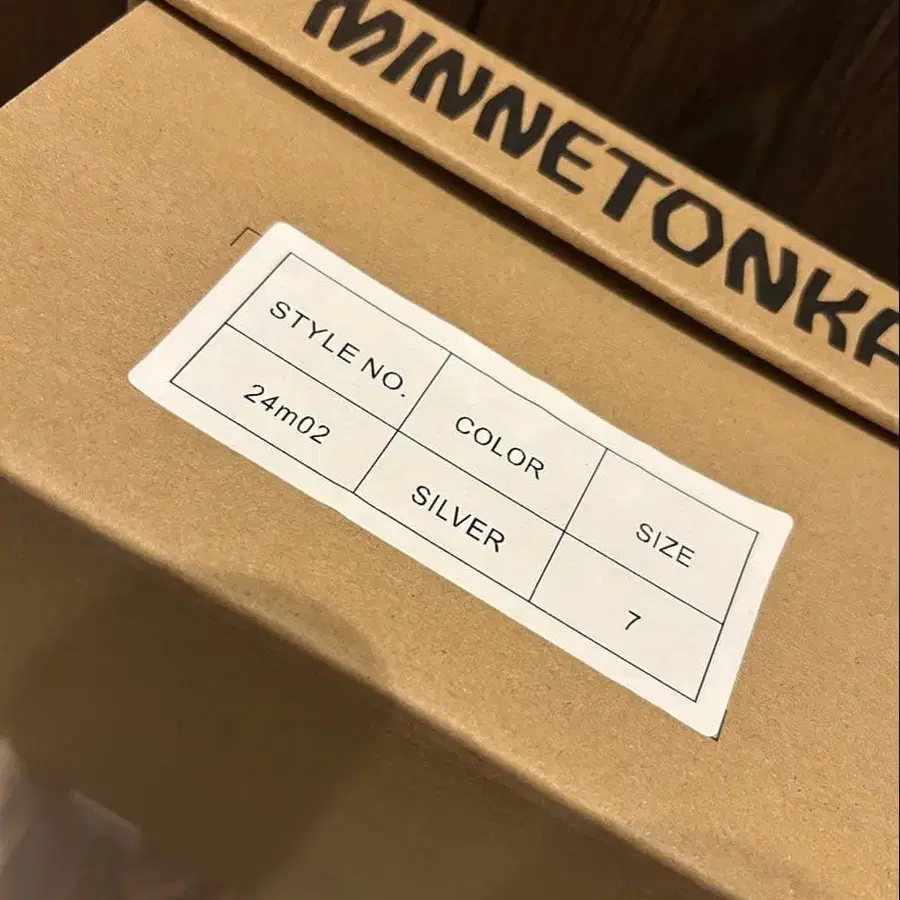 MINNETONKA
STYLE NO. COLOR SIZE
24m02 SILVER 7